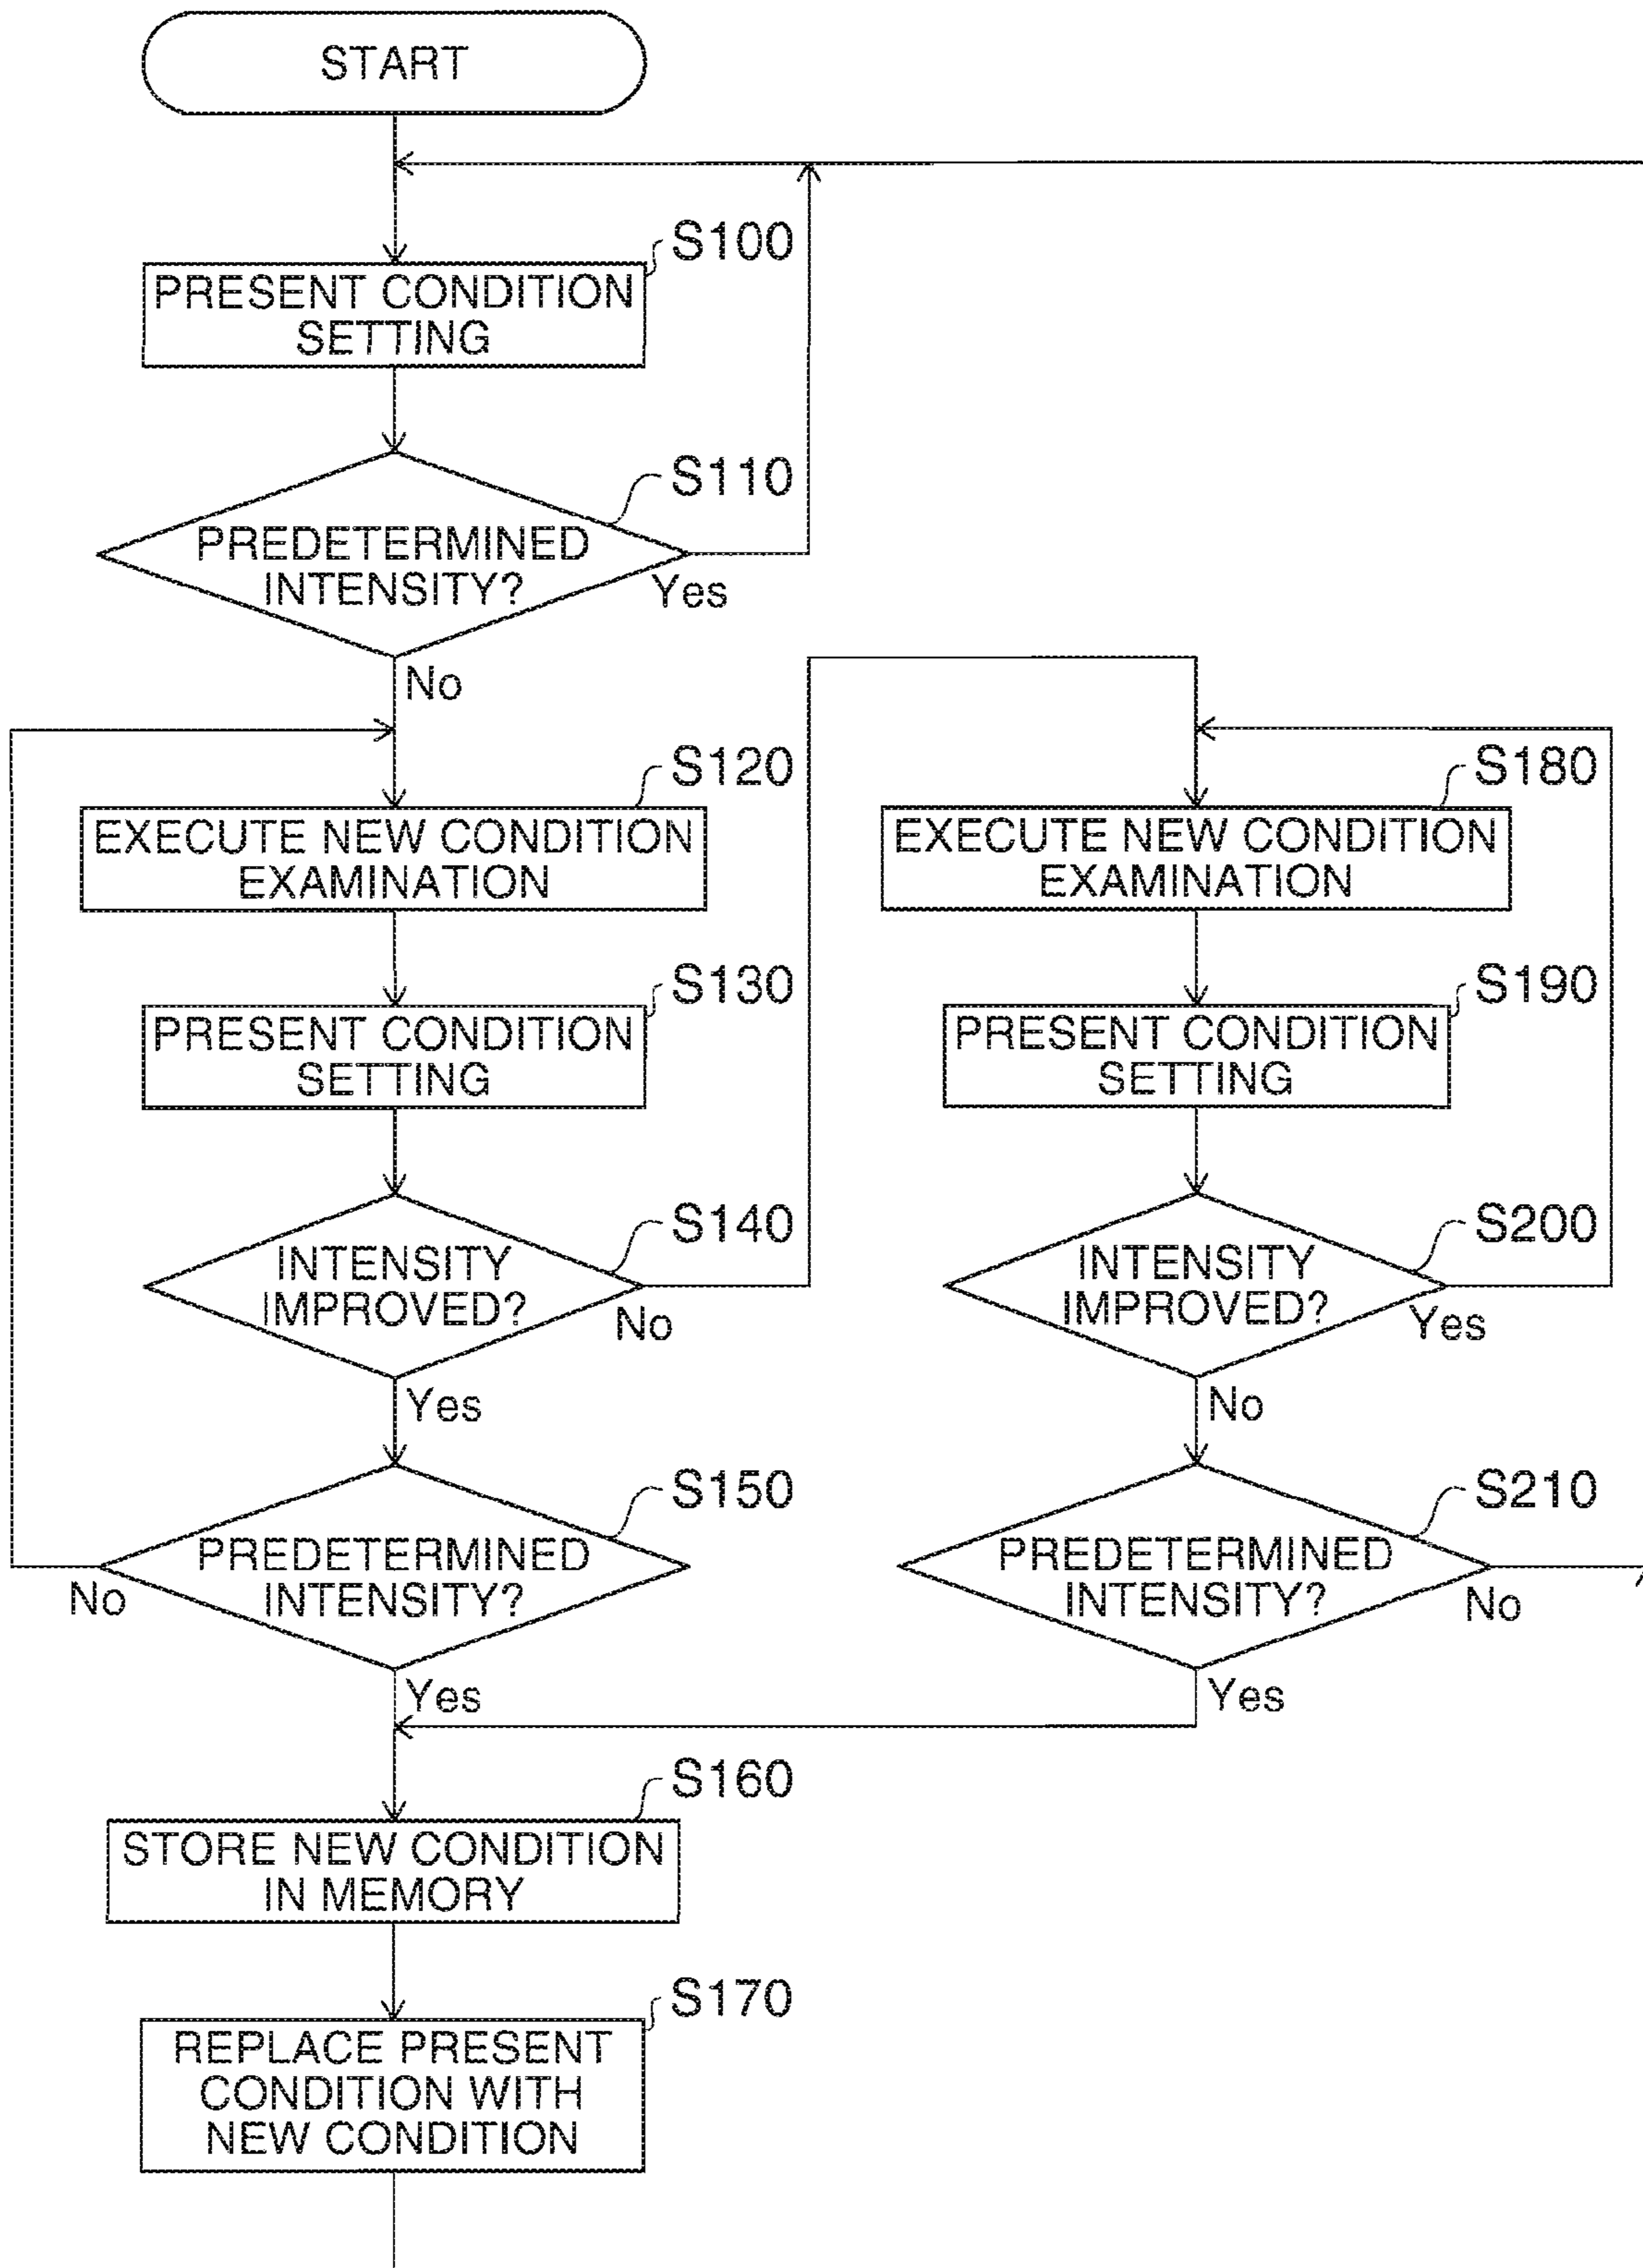 START
S100
PRESENT CONDITION
SETTING
S110
PREDETERMINED
INTENSITY?
Yes
No
S120
EXECUTE NEW CONDITION
EXAMINATION
S130
PRESENT CONDITION
SETTING
S140
INTENSITY
IMPROVED?
No
Yes
S150
PREDETERMINED
INTENSITY?
No
Yes
S160
STORE NEW CONDITION
IN MEMORY
S170
REPLACE PRESENT
CONDITION WITH
NEW CONDITION
S180
EXECUTE NEW CONDITION
EXAMINATION
S190
PRESENT CONDITION
SETTING
S200
INTENSITY
IMPROVED?
Yes
No
S210
PREDETERMINED
INTENSITY?
No
Yes